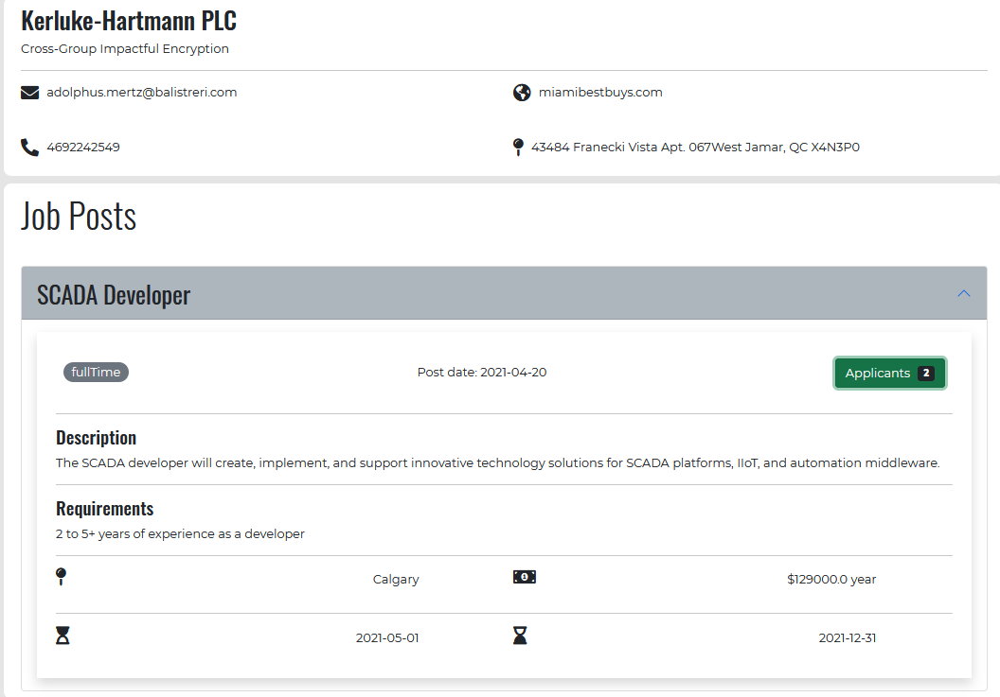 Kerluke-Hartmann PLC
Cross-Group Impactful Encryption
adolphus.mertz@balistreri.com
miamibestbuys.com
4692242549
43484 Franecki Vista Apt. 067West Jamar, QC X4N3P0
Job Posts
SCADA Developer
fullTime
Post date: 2021-04-20
Applicants 2
Description
The SCADA developer will create, implement, and support innovative technology solutions for SCADA platforms, IIoT, and automation middleware.
Requirements
2 to 5+ years of experience as a developer
Calgary
$129000.0 year
2021-05-01
2021-12-31